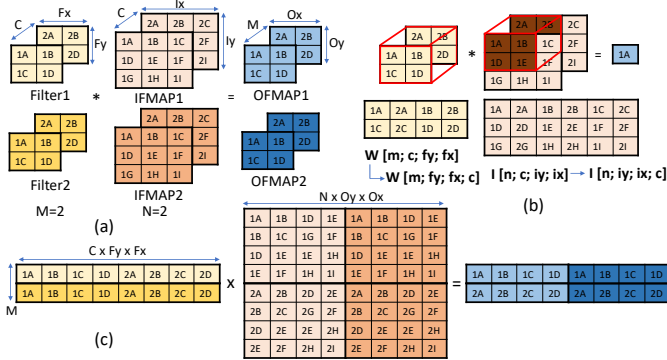 C Fx
Fy
2A 2B
1A 1B 2D
1C 1D
Filter1
*
C Ix
Iy
2A 2B 2C
1A 1B 1C 2F
1D 1E 1F 2I
1G 1H 1I
IFMAP1
=
M Ox
Oy
2A 2B
1A 1B 2D
1C 1D
OFMAP1
2A 2B
1A 1B 2D
1C 1D
Filter2
2A 2B 2C
1A 1B 1C 2F
1D 1E 1F 2I
1G 1H 1I
IFMAP2
2A 2B
1A 1B 2D
1C 1D
OFMAP2
M=2
(a)
N=2
2A 2B
1A 1B 2D
1C 1D
*
2A 2B 2C
1A 1B 1C 2F
1D 1E 1F 2I
1G 1H 1I
=
1A
1A 2A 1B 2B
1C 2C 1D 2D
1A 2A 1B 2B 1C 2C
1D 2D 1E 2E 1F 2F
1G 2G 1H 2H 1I 2I
W [m; c; fy; fx]
W [m; fy; fx; c]
I [n; c; iy; ix]
I [n; iy; ix; c]
(b)
C x Fy x Fx
M
1A 1B 1C 1D 2A 2B 2C 2D
1A 1B 1C 1D 2A 2B 2C 2D
(c)
x
N x Oy x Ox
1A 1B 1D 1E 1A 1B 1D 1E
1B 1C 1G 1F 1B 1C 1G 1F
1D 1E 1E 1H 1D 1E 1E 1H
1E 1F 1H 1I 1E 1F 1H 1I
2A 2B 2D 2E 2A 2B 2D 2E
2B 2C 2G 2F 2B 2C 2G 2F
2D 2E 2E 2H 2D 2E 2E 2H
2E 2F 2H 2I 2E 2F 2H 2I
=
1A 1B 1C 1D 1A 1B 1C 1D
2A 2B 2C 2D 2A 2B 2C 2D